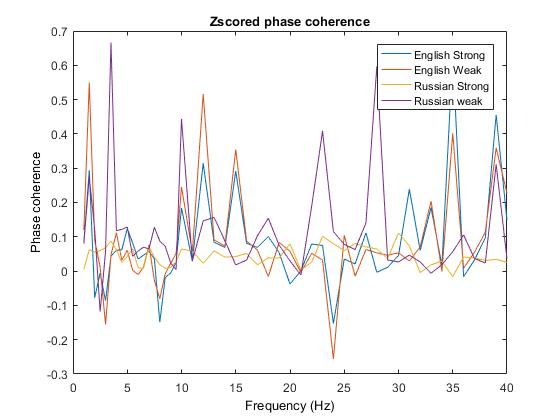 Zscored phase coherence
0.7
0.6
0.5
0.4
0.3
0.2
0.1
0
-0.1
-0.2
-0.3
Phase coherence
English Strong
English Weak
Russian Strong
Russian weak
0 5 10 15 20 25 30 35 40
Frequency (Hz)